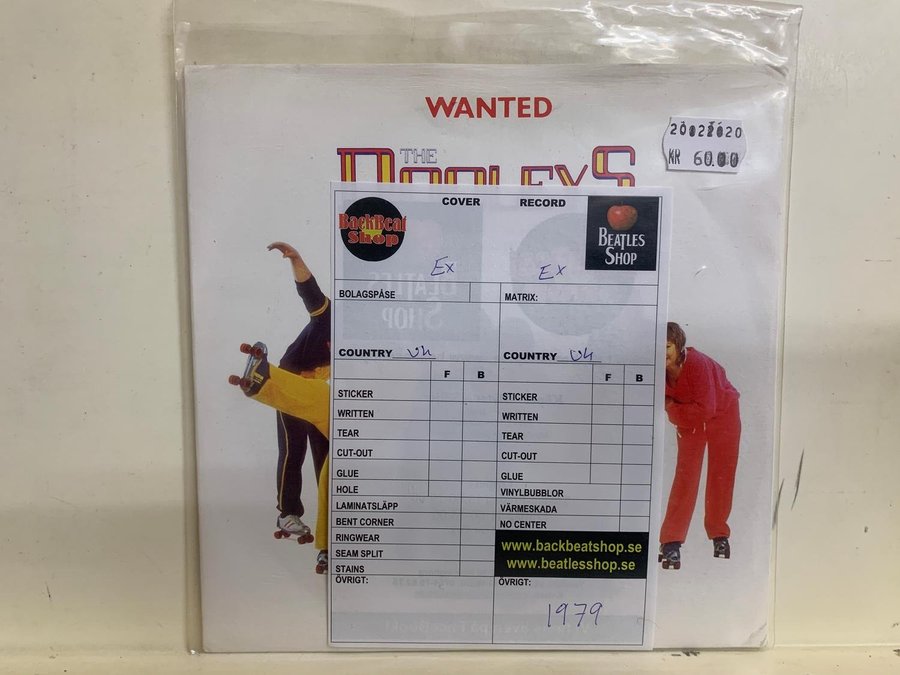 WANTED
20022020
KR 60.00
THE
DOOLEYS
COVER RECORD
BackBeat
Shop
BEATLES
SHOP
Ex Ex
BOLAGSPÅSE MATRIX:
COUNTRY Uk COUNTRY Uk
F B F B
STICKER STICKER
WRITTEN WRITTEN
TEAR TEAR
CUT-OUT CUT-OUT
GLUE GLUE
HOLE VINYLBUBBLOR
LAMINATSLÄPP VÄRMESKADA
BENT CORNER NO CENTER
RINGWEAR
SEAM SPLIT
STAINS
www.backbeatshop.se
www.beatlesshop.se
ÖVRIGT: ÖVRIGT:
1979